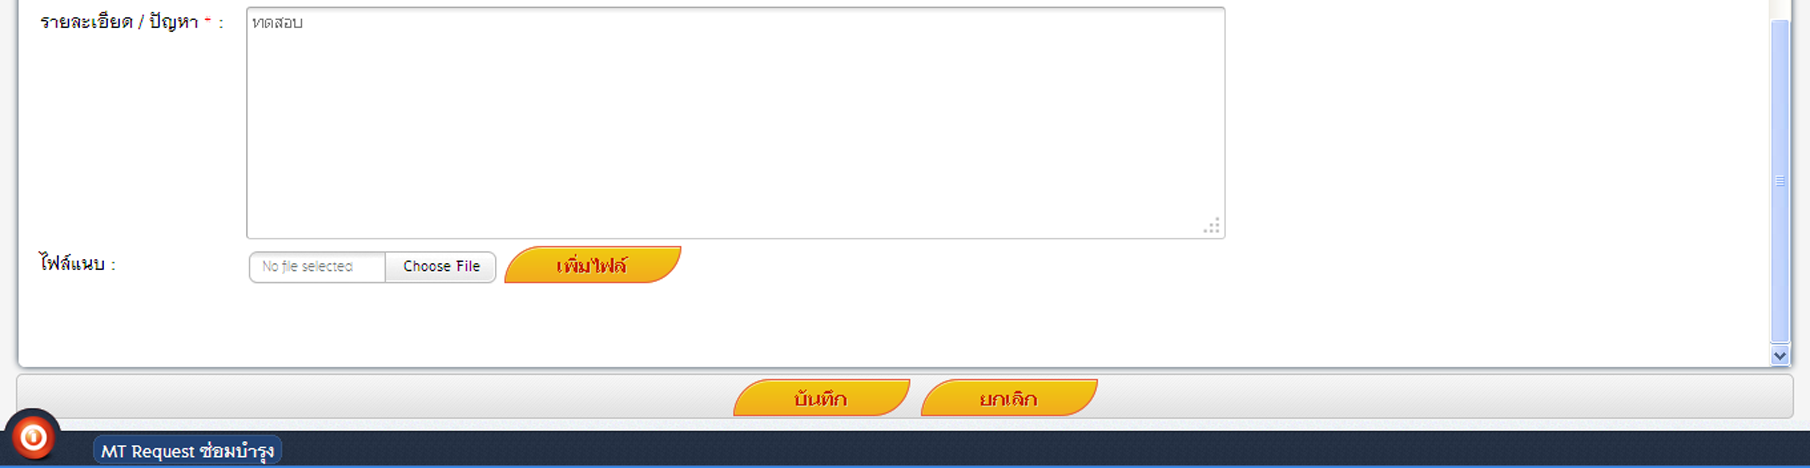 รายละเอียด / ปัญหา * :
ทดสอบ
ไฟล์แนบ :
No file selected Choose File เพิ่มไฟล์
บันทึก ยกเลิก
MT Request ซ่อมบำรุง